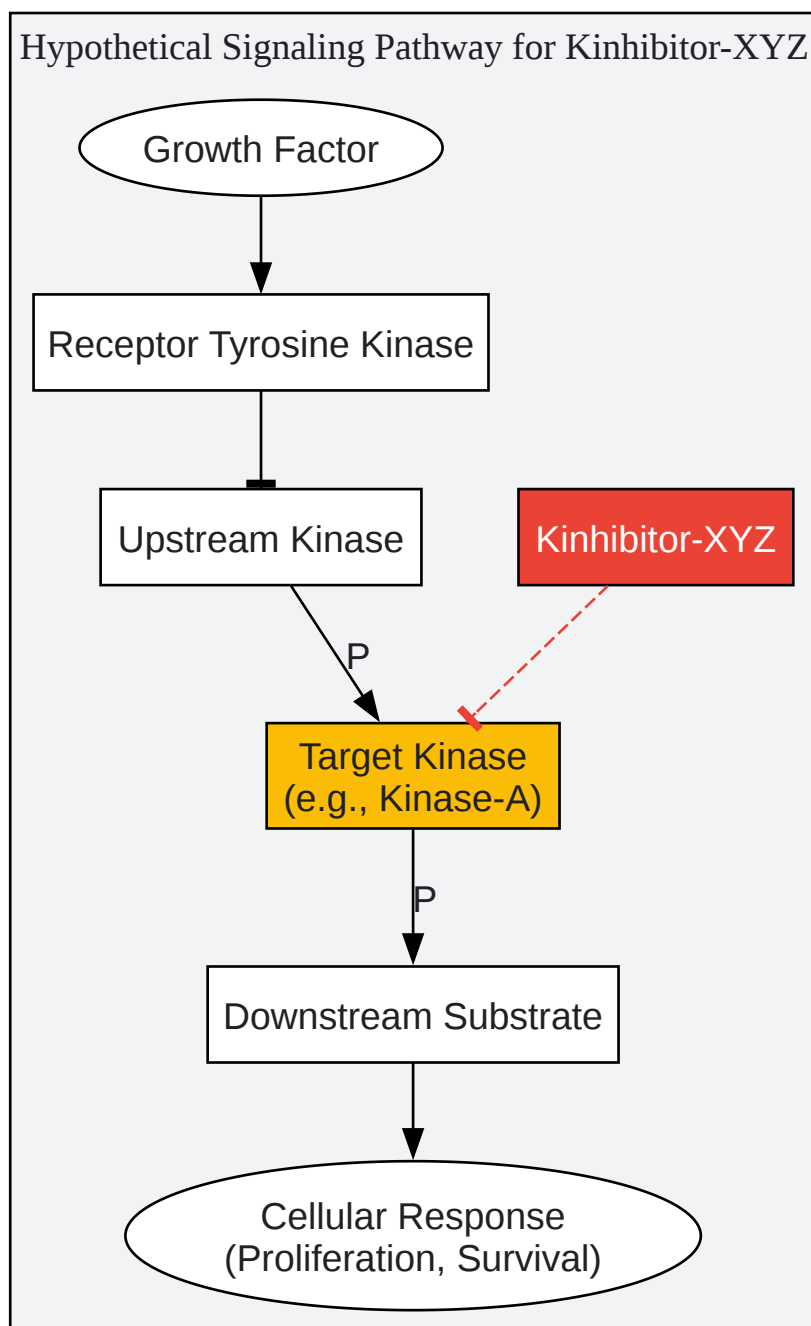 Hypothetical Signaling Pathway for Kinhibitor-XYZ
Growth Factor
Receptor Tyrosine Kinase
Upstream Kinase
Kinhibitor-XYZ
P
Target Kinase
(e.g., Kinase-A)
P
Downstream Substrate
Cellular Response
(Proliferation, Survival)